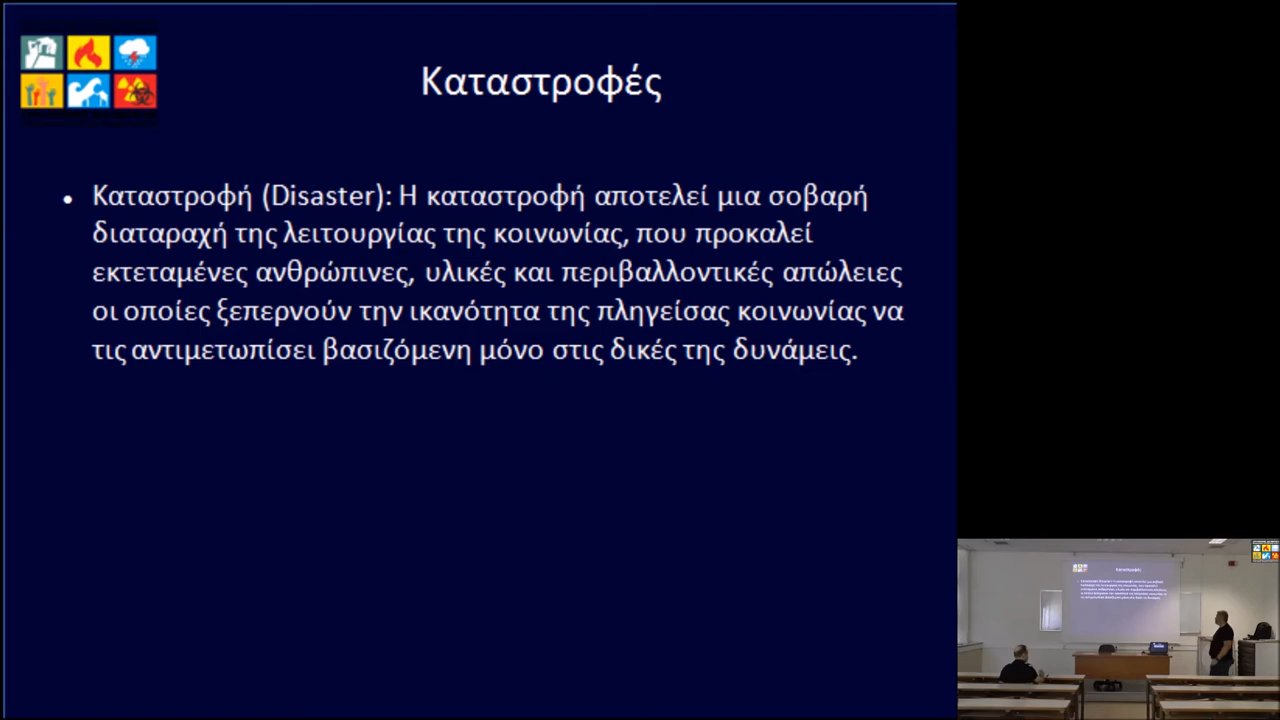 Καταστροφές
• Καταστροφή (Disaster): Η καταστροφή αποτελεί μια σοβαρή
διαταραχή της λειτουργίας της κοινωνίας, που προκαλεί
εκτεταμένες ανθρώπινες, υλικές και περιβαλλοντικές απώλειες
οι οποίες ξεπερνούν την ικανότητα της πληγείσας κοινωνίας να
τις αντιμετωπίσει βασιζόμενη μόνο στις δικές της δυνάμεις.
Καταστροφές